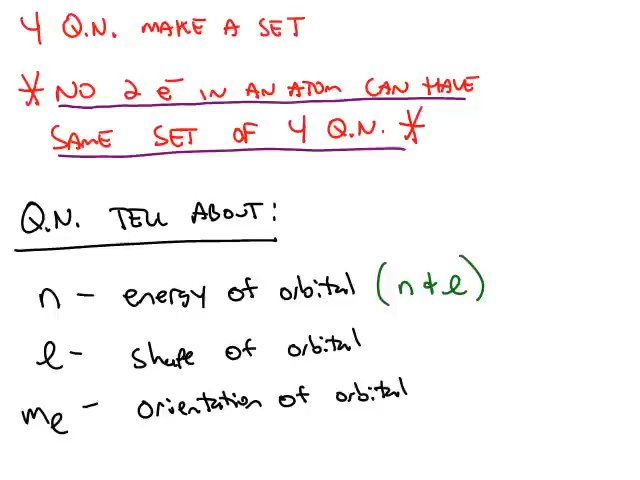 4 Q.N. MAKE A SET
* NO 2 e⁻ IN AN ATOM CAN HAVE
SAME SET OF 4 Q.N. *
Q.N. TELL ABOUT:
n - energy of orbital (n & l)
l - shape of orbital
mₗ - orientation of orbital